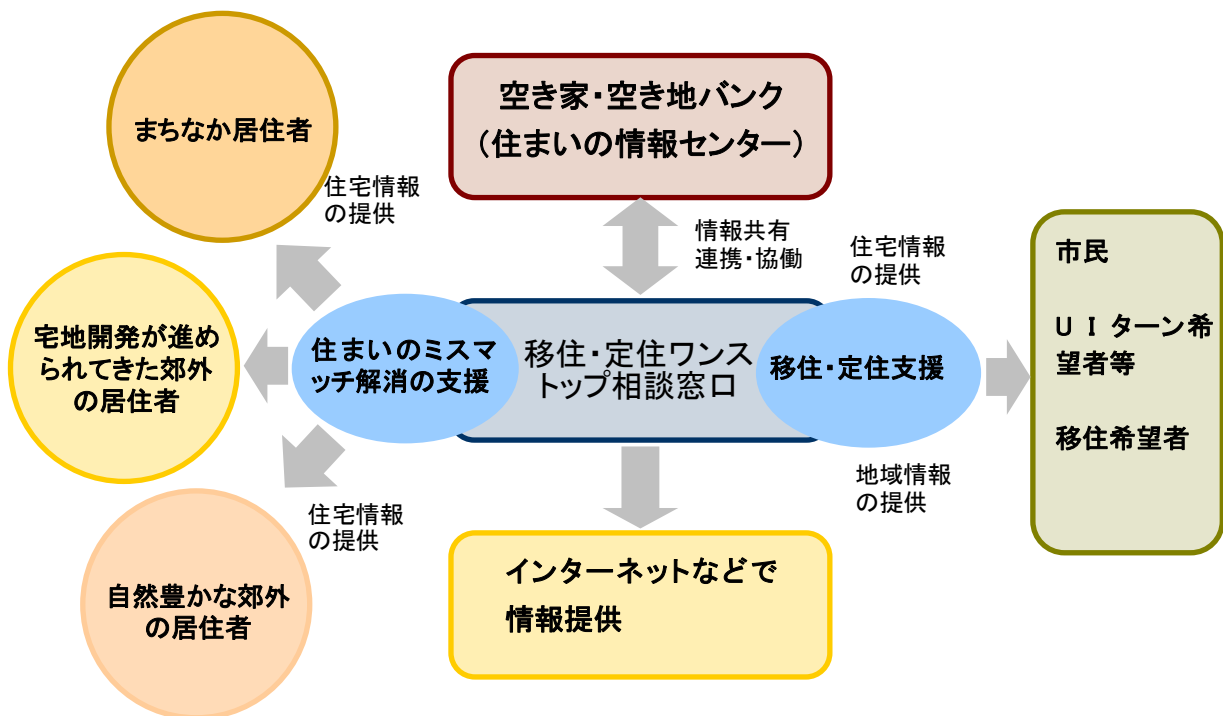 まちなか居住者
空き家・空き地バンク
(住まいの情報センター)
住宅情報
の提供
情報共有
連携・協働
住宅情報
の提供
市民
UIターン希
望者等
移住希望者
宅地開発が進め
られてきた郊外
の居住者
住まいのミスマ
ッチ解消の支援
移住・定住ワンス
トップ相談窓口
移住・定住支援
地域情報
の提供
住宅情報
の提供
自然豊かな郊外
の居住者
インターネットなどで
情報提供